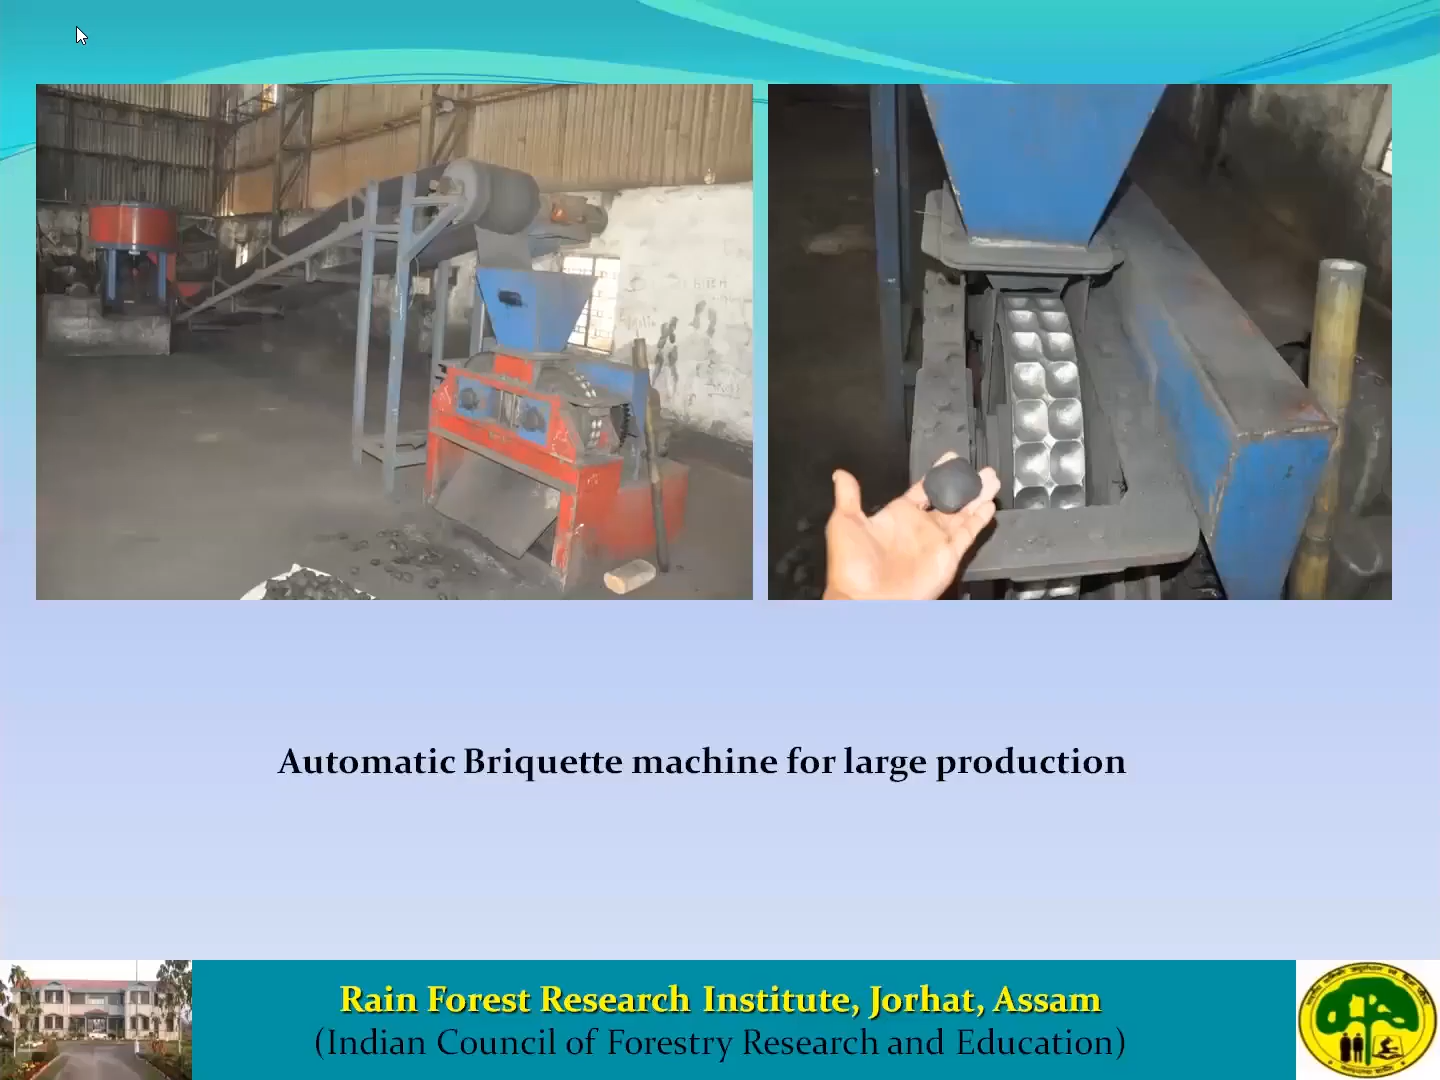 Automatic Briquette machine for large production
Rain Forest Research Institute, Jorhat, Assam
(Indian Council of Forestry Research and Education)